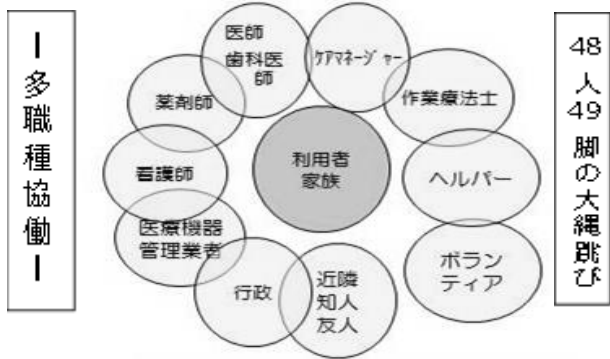 ー多職種協働ー
医師
歯科医
師
ケアマネージャー
薬剤師
作業療法士
利用者
家族
看護師
ヘルパー
医療機器
管理業者
ボラン
ティア
行政
近隣
知人
友人
48人49脚の大縄跳び